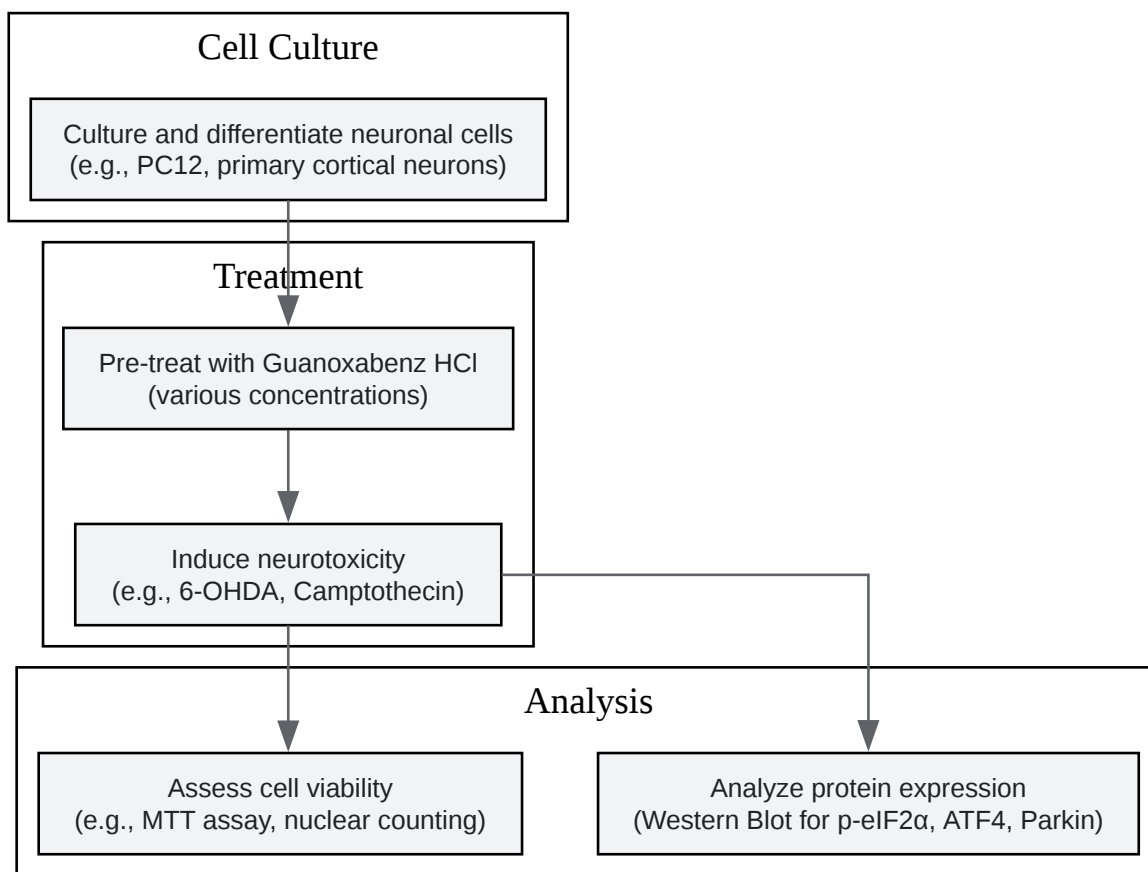 Cell Culture
Culture and differentiate neuronal cells
(e.g., PC12, primary cortical neurons)
Treatment
Pre-treat with Guanoxabenz HCl
(various concentrations)
Induce neurotoxicity
(e.g., 6-OHDA, Camptothecin)
Analysis
Assess cell viability
(e.g., MTT assay, nuclear counting)
Analyze protein expression
(Western Blot for p-eIF2α, ATF4, Parkin)